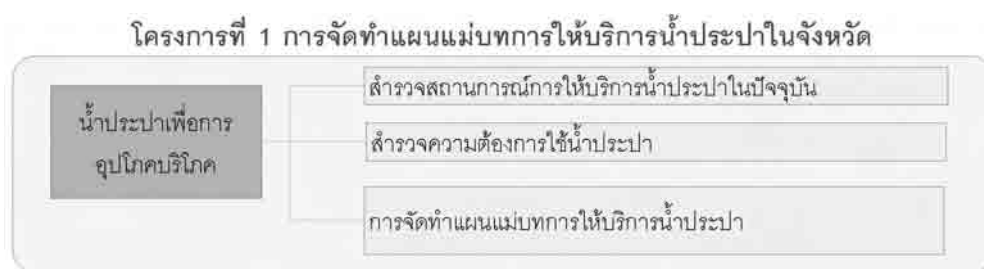 โครงการที่ 1 การจัดทำแผนแม่บทการให้บริการน้ำประปาในจังหวัด
น้ำประปาเพื่อการ
อุปโภคบริโภค
สำรวจสถานการณ์การให้บริการน้ำประปาในปัจจุบัน
สำรวจความต้องการใช้น้ำประปา
การจัดทำแผนแม่บทการให้บริการน้ำประปา